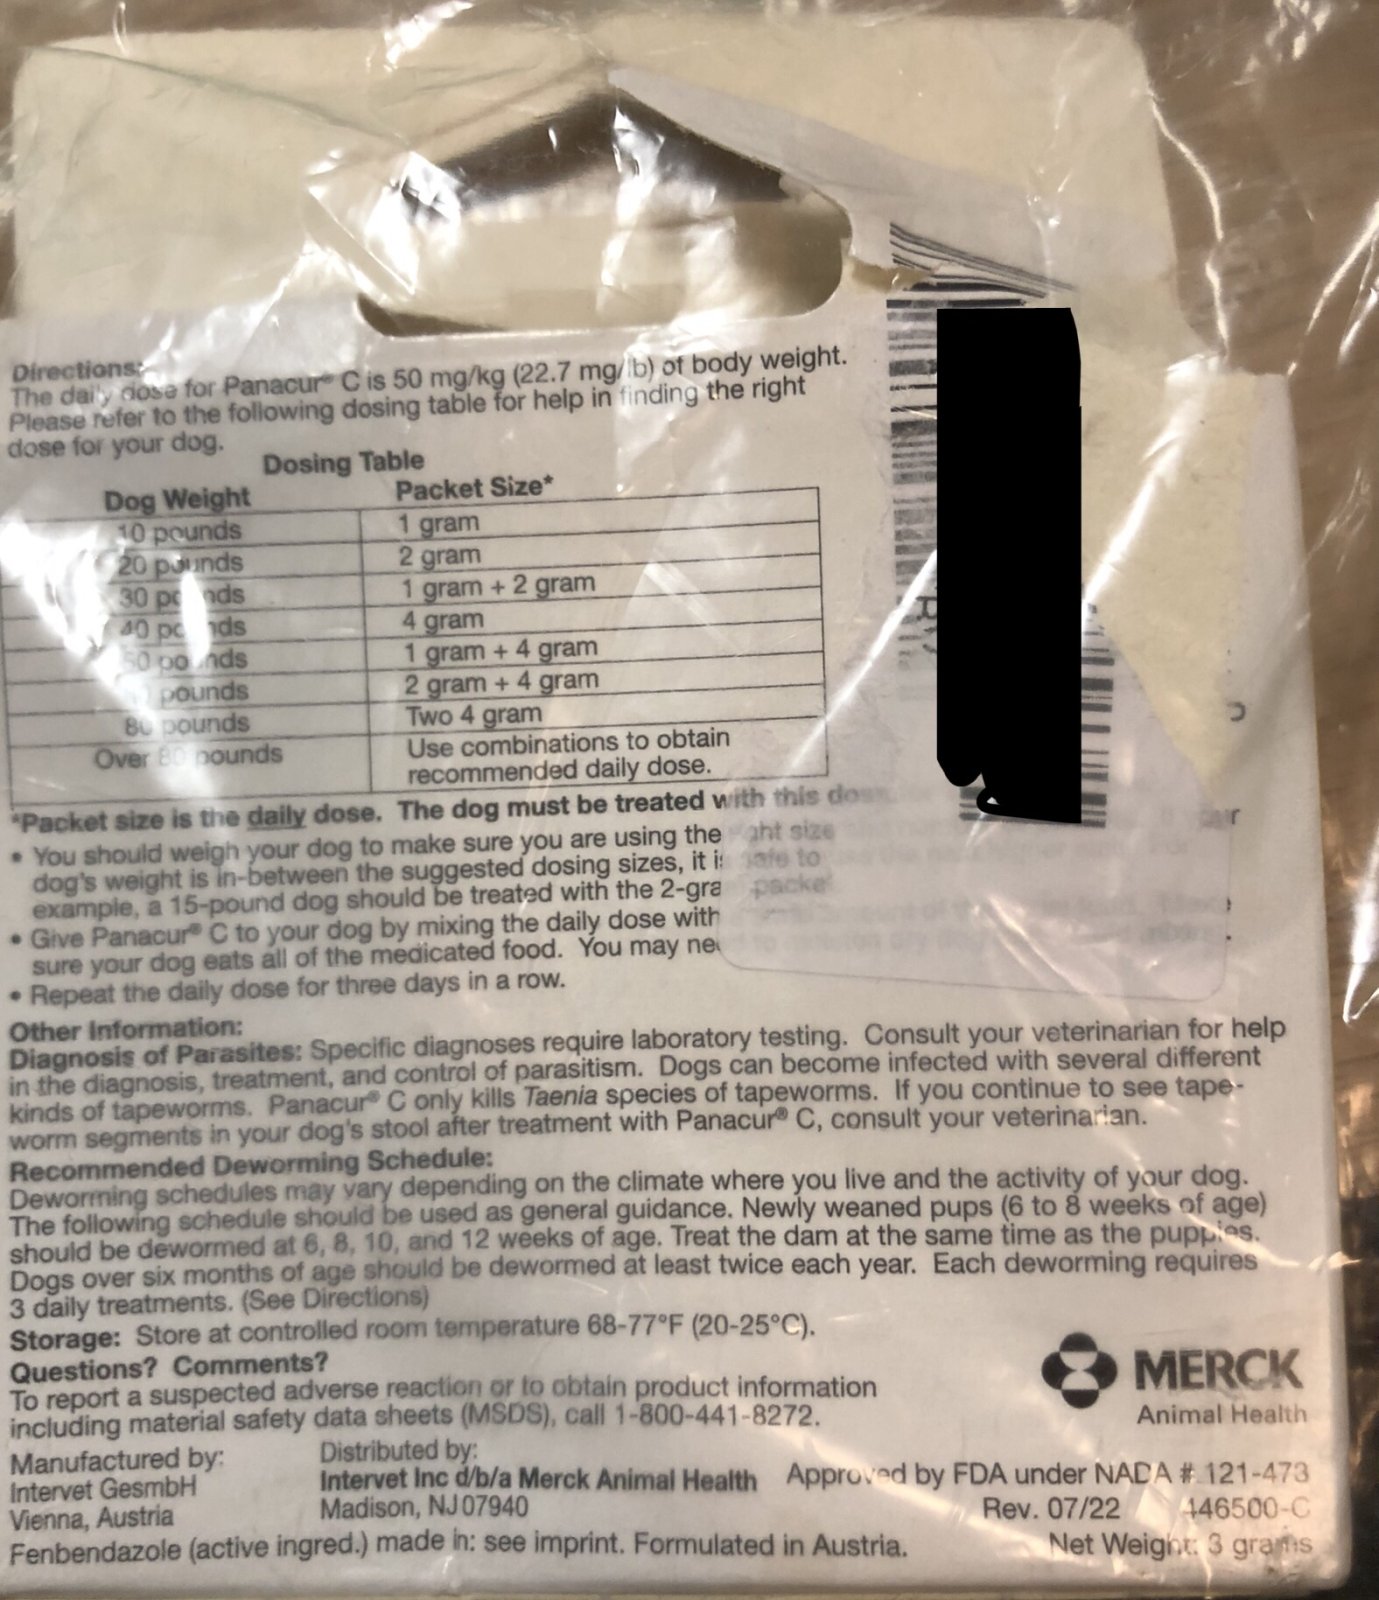 Directions:
The daily dose for Panacur® C is 50 mg/kg (22.7 mg/lb) of body weight.
Please refer to the following dosing table for help in finding the right
dose for your dog.
Dosing Table
Dog Weight Packet Size*
10 pounds 1 gram
20 pounds 2 gram
30 pounds 1 gram + 2 gram
40 pounds 4 gram
50 pounds 1 gram + 4 gram
pounds 2 gram + 4 gram
80 pounds Two 4 gram
Over 80 pounds Use combinations to obtain
recommended daily dose.
*Packet size is the daily dose. The dog must be treated with this
• You should weigh your dog to make sure you are using the right size
dog's weight is in-between the suggested dosing sizes, it is safe to
example, a 15-pound dog should be treated with the 2-gram packet
• Give Panacur® C to your dog by mixing the daily dose with
sure your dog eats all of the medicated food. You may need to
• Repeat the daily dose for three days in a row.
Other Information:
Diagnosis of Parasites: Specific diagnoses require laboratory testing. Consult your veterinarian for help
in the diagnosis, treatment, and control of parasitism. Dogs can become infected with several different
kinds of tapeworms. Panacur® C only kills Taenia species of tapeworms. If you continue to see tape-
worm segments in your dog's stool after treatment with Panacur® C, consult your veterinarian.
Recommended Deworming Schedule:
Deworming schedules may vary depending on the climate where you live and the activity of your dog.
The following schedule should be used as general guidance. Newly weaned pups (6 to 8 weeks of age)
should be dewormed at 6, 8, 10, and 12 weeks of age. Treat the dam at the same time as the puppies.
Dogs over six months of age should be dewormed at least twice each year. Each deworming requires
3 daily treatments. (See Directions)
Storage: Store at controlled room temperature 68-77°F (20-25°C).
Questions? Comments?
To report a suspected adverse reaction or to obtain product information
including material safety data sheets (MSDS), call 1-800-441-8272.
MERCK
Animal Health
Manufactured by:
Intervet GesmbH
Vienna, Austria
Distributed by:
Intervet Inc d/b/a Merck Animal Health
Madison, NJ 07940
Approved by FDA under NADA # 121-473
Rev. 07/22 446500-C
Fenbendazole (active ingred.) made in: see imprint. Formulated in Austria.
Net Weight: 3 grams